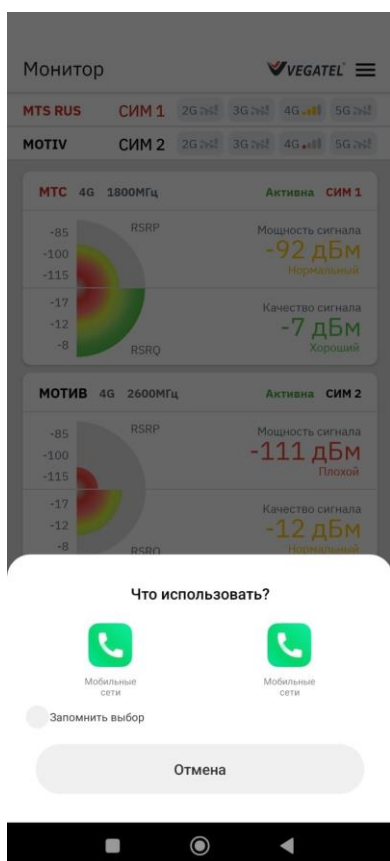 Монитор
VEGATEL
MTS RUS СИМ 1 2G 3G 4G 5G
MOTIV СИМ 2 2G 3G 4G 5G
МТС 4G 1800МГц Активна СИМ 1
-85 RSRP Мощность сигнала
-100 -92 дБм
-115 Нормальный
-17 Качество сигнала
-12 -7 дБм
-8 RSRQ Хороший
МОТИВ 4G 2600МГц Активна СИМ 2
-85 RSRP Мощность сигнала
-100 -111 дБм
-115 Плохой
-17 Качество сигнала
-12 -12 дБм
-8 RSRQ Нормальный
Что использовать?
Мобильные сети
Мобильные сети
Запомнить выбор
Отмена